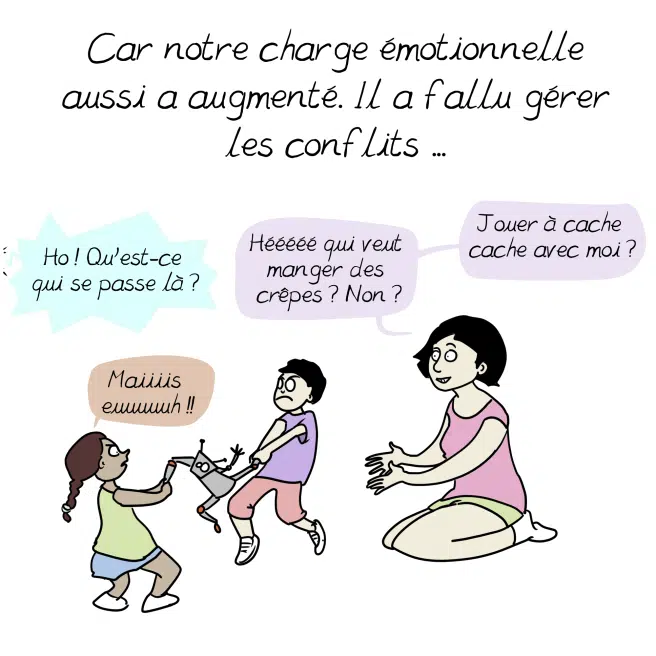 Car notre charge émotionnelle
aussi a augmenté. Il a fallu gérer
les conflits ...
Ho ! Qu'est-ce
qui se passe là ?
Hééééé qui veut
manger des
crêpes ? Non ?
Jouer à cache
cache avec moi ?
Maiiiis
euuuuuh !!